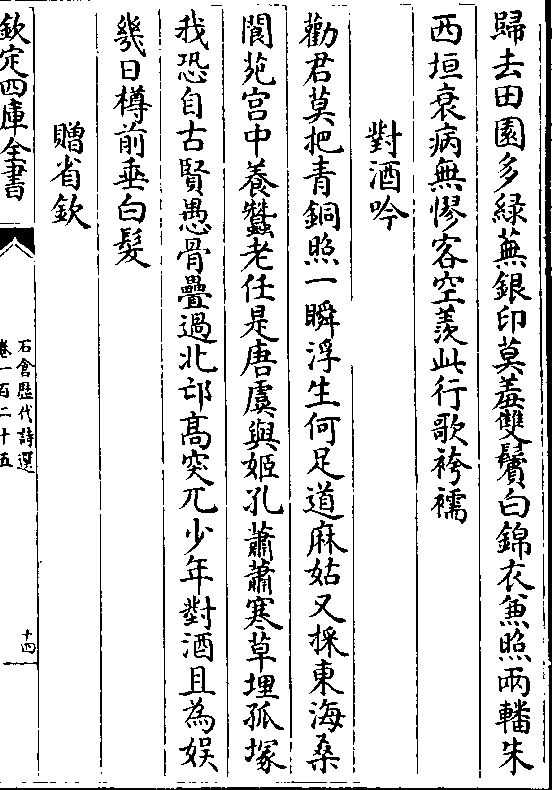 歸去田園多緑蕪銀印莫羞雙鬢白錦衣兼照兩轓朱
西垣衰病無慘客空羡此行歌袴襦
對酒吟
勸君莫把青銅照一瞬浮生何足道麻姑又採東海桑
閬苑宫中養蠶老任是唐虞與姬孔蕭蕭寒草埋孤塚
我恐自古賢愚骨疊過北邙髙突兀少年對酒且為娱
幾日樽前垂白髮
贈省欽
欽定四庫全書
石倉歴代詩選
卷一百二十五
十四